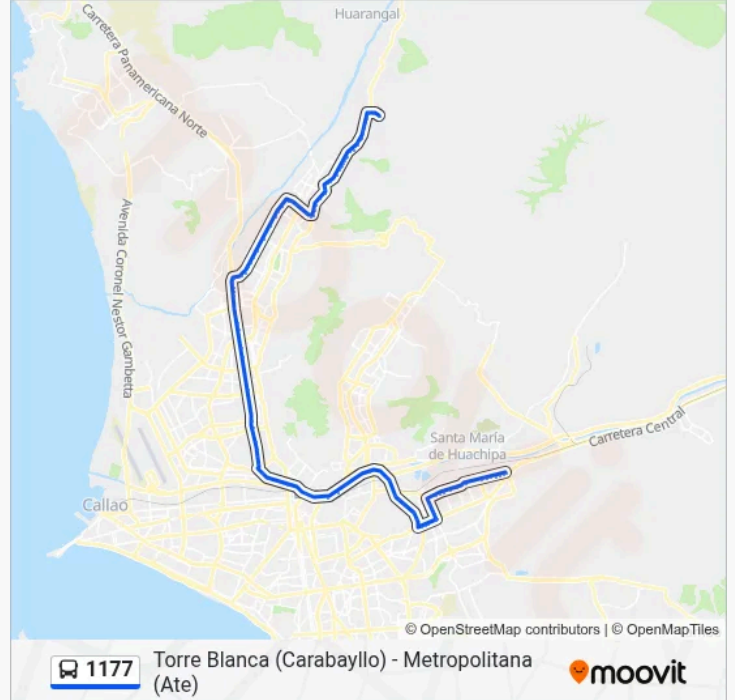 Huarangal
Carretera Panamericana Norte
Avenida Coronel Nestor Gambetta
Santa María
de Huachipa
Carretera Central
Callao
© OpenStreetMap contributors | © OpenMapTiles
1177
Torre Blanca (Carabayllo) - Metropolitana
(Ate)
moovit